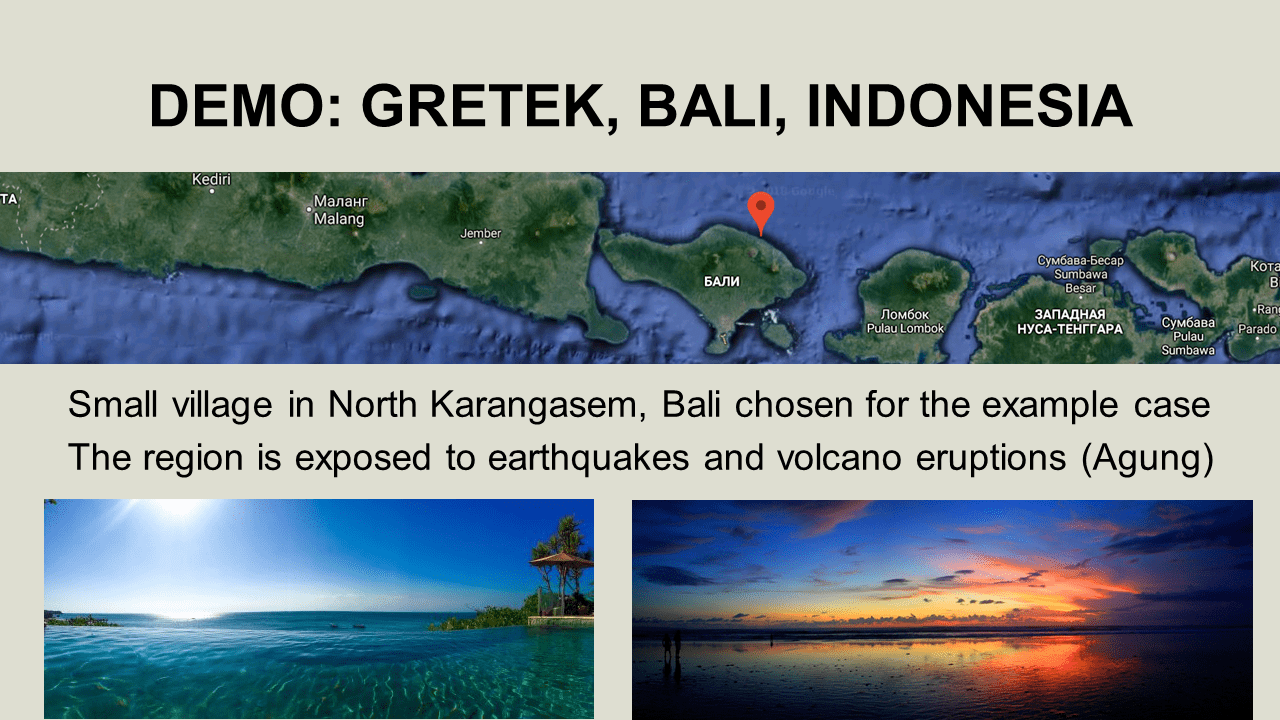 DEMO: GRETEK, BALI, INDONESIA
Kediri
ТА
Маланг
Malang
Jember
БАЛИ
Ломбок
Pulau Lombok
Сумбава-Бесар
Sumbawa
Besar
ЗАПАДНАЯ
НУСА-ТЕНГГАРА
Сумбава
Pulau
Sumbawa
Кота
В
Rang
Parado
Small village in North Karangasem, Bali chosen for the example case
The region is exposed to earthquakes and volcano eruptions (Agung)